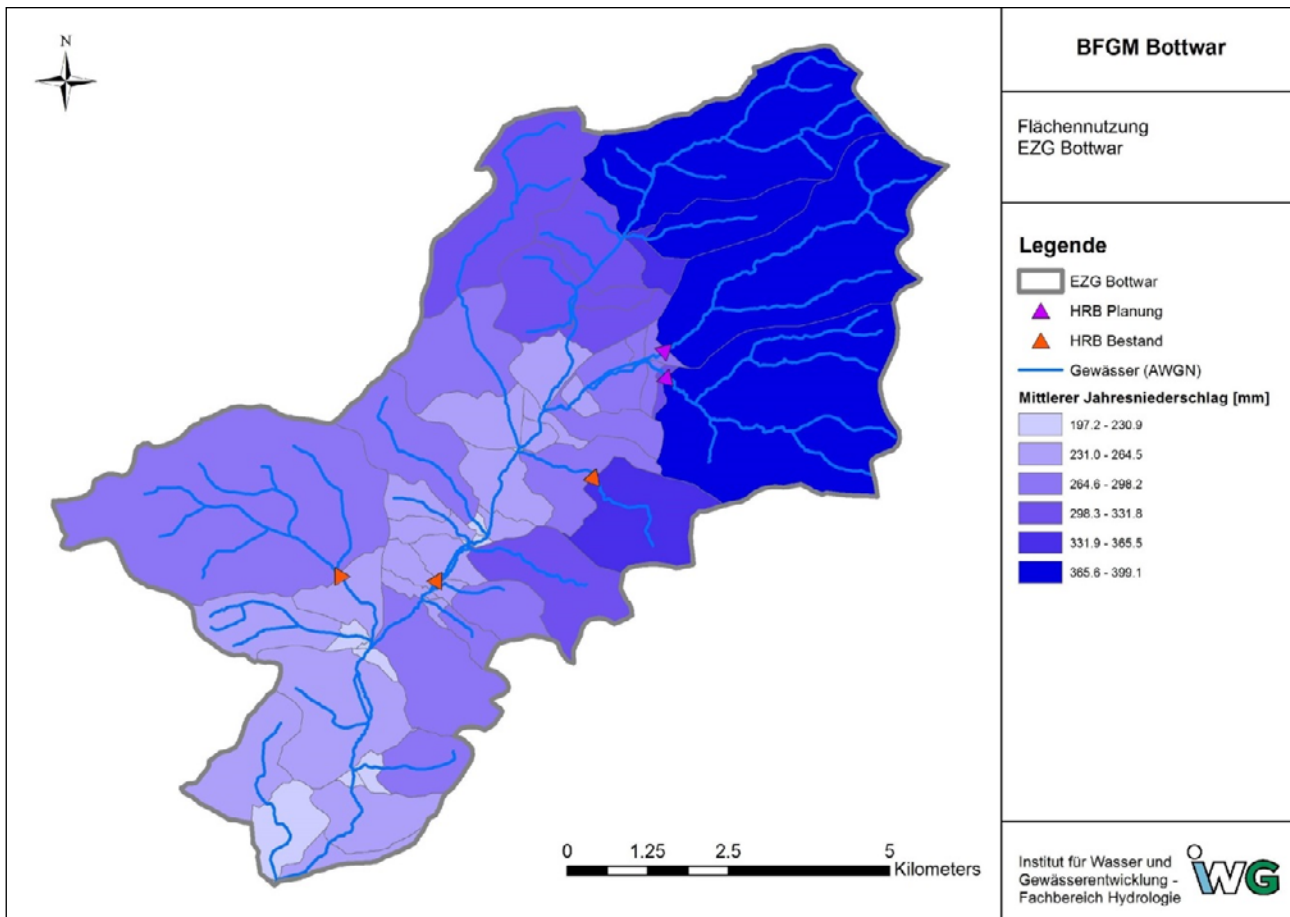 N
BFGM Bottwar
Flächennutzung
EZG Bottwar
Legende
EZG Bottwar
HRB Planung
HRB Bestand
Gewässer (AWGN)
Mittlerer Jahresniederschlag [mm]
197.2 - 230.9
231.0 - 264.5
264.6 - 298.2
298.3 - 331.8
331.9 - 365.5
365.6 - 399.1
0 1.25 2.5 5
Kilometers
Institut für Wasser und
Gewässerentwicklung -
Fachbereich Hydrologie
iWG